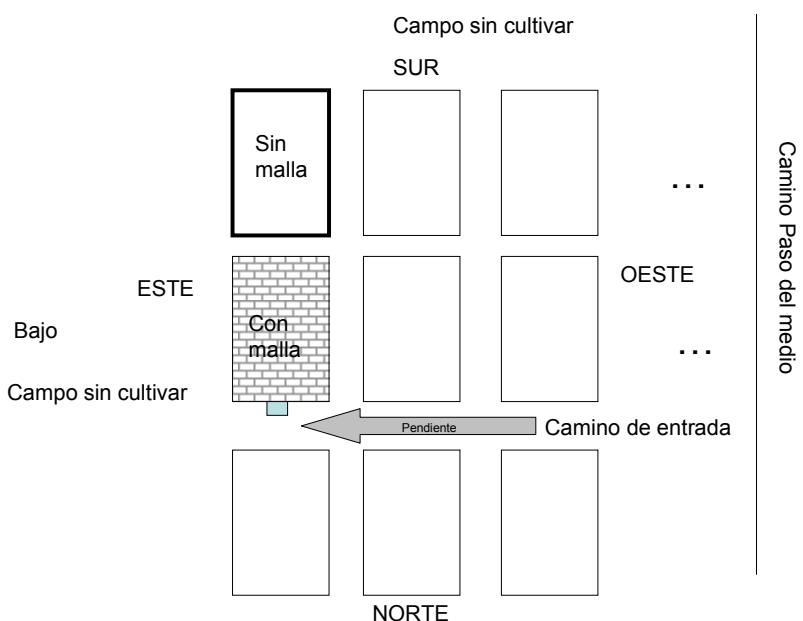 Campo sin cultivar
SUR
Sin
malla
...
Camino Paso del medio
ESTE
OESTE
Bajo
Con
malla
...
Campo sin cultivar
Pendiente
Camino de entrada
NORTE